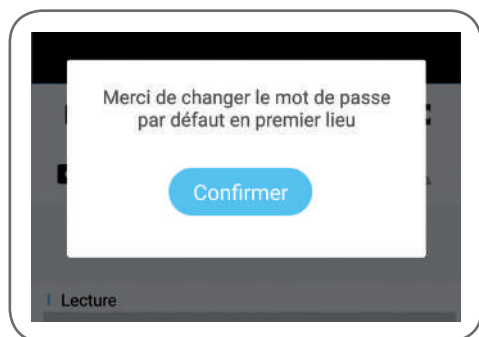 Merci de changer le mot de passe
par défaut en premier lieu
Confirmer
Lecture